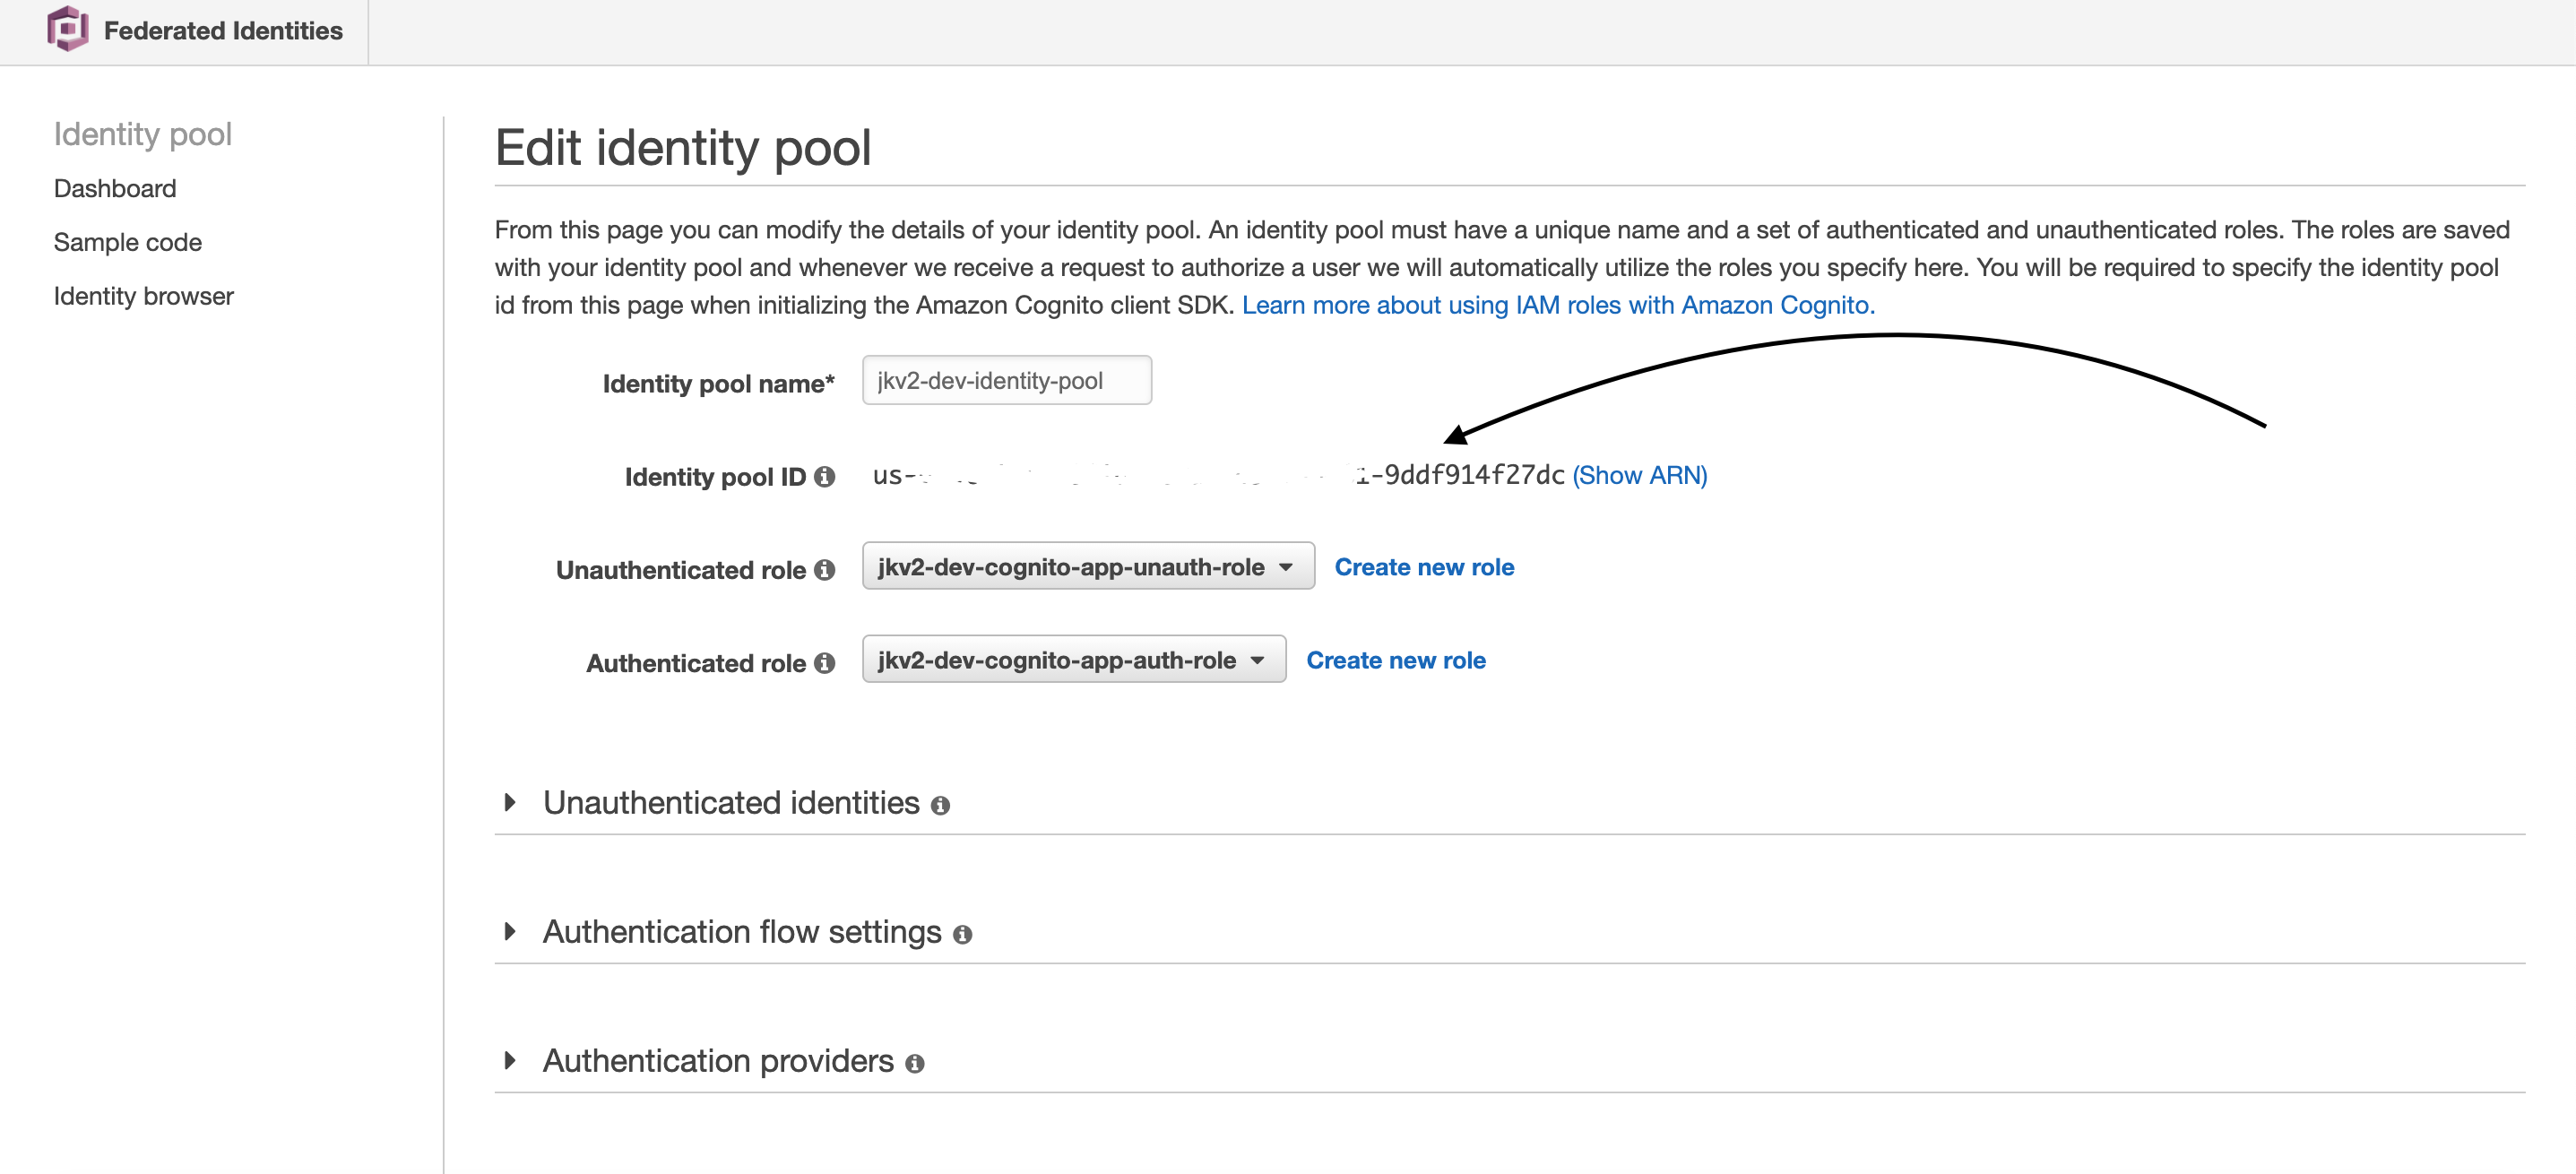 Federated Identities
Identity pool
Dashboard
Sample code
Identity browser
Edit identity pool
From this page you can modify the details of your identity pool. An identity pool must have a unique name and a set of authenticated and unauthenticated roles. The roles are saved
with your identity pool and whenever we receive a request to authorize a user we will automatically utilize the roles you specify here. You will be required to specify the identity pool
id from this page when initializing the Amazon Cognito client SDK. Learn more about using IAM roles with Amazon Cognito.
Identity pool name* jkv2-dev-identity-pool
Identity pool ID us- -9ddf914f27dc (Show ARN)
Unauthenticated role jkv2-dev-cognito-app-unauth-role Create new role
Authenticated role jkv2-dev-cognito-app-auth-role Create new role
Unauthenticated identities
Authentication flow settings
Authentication providers